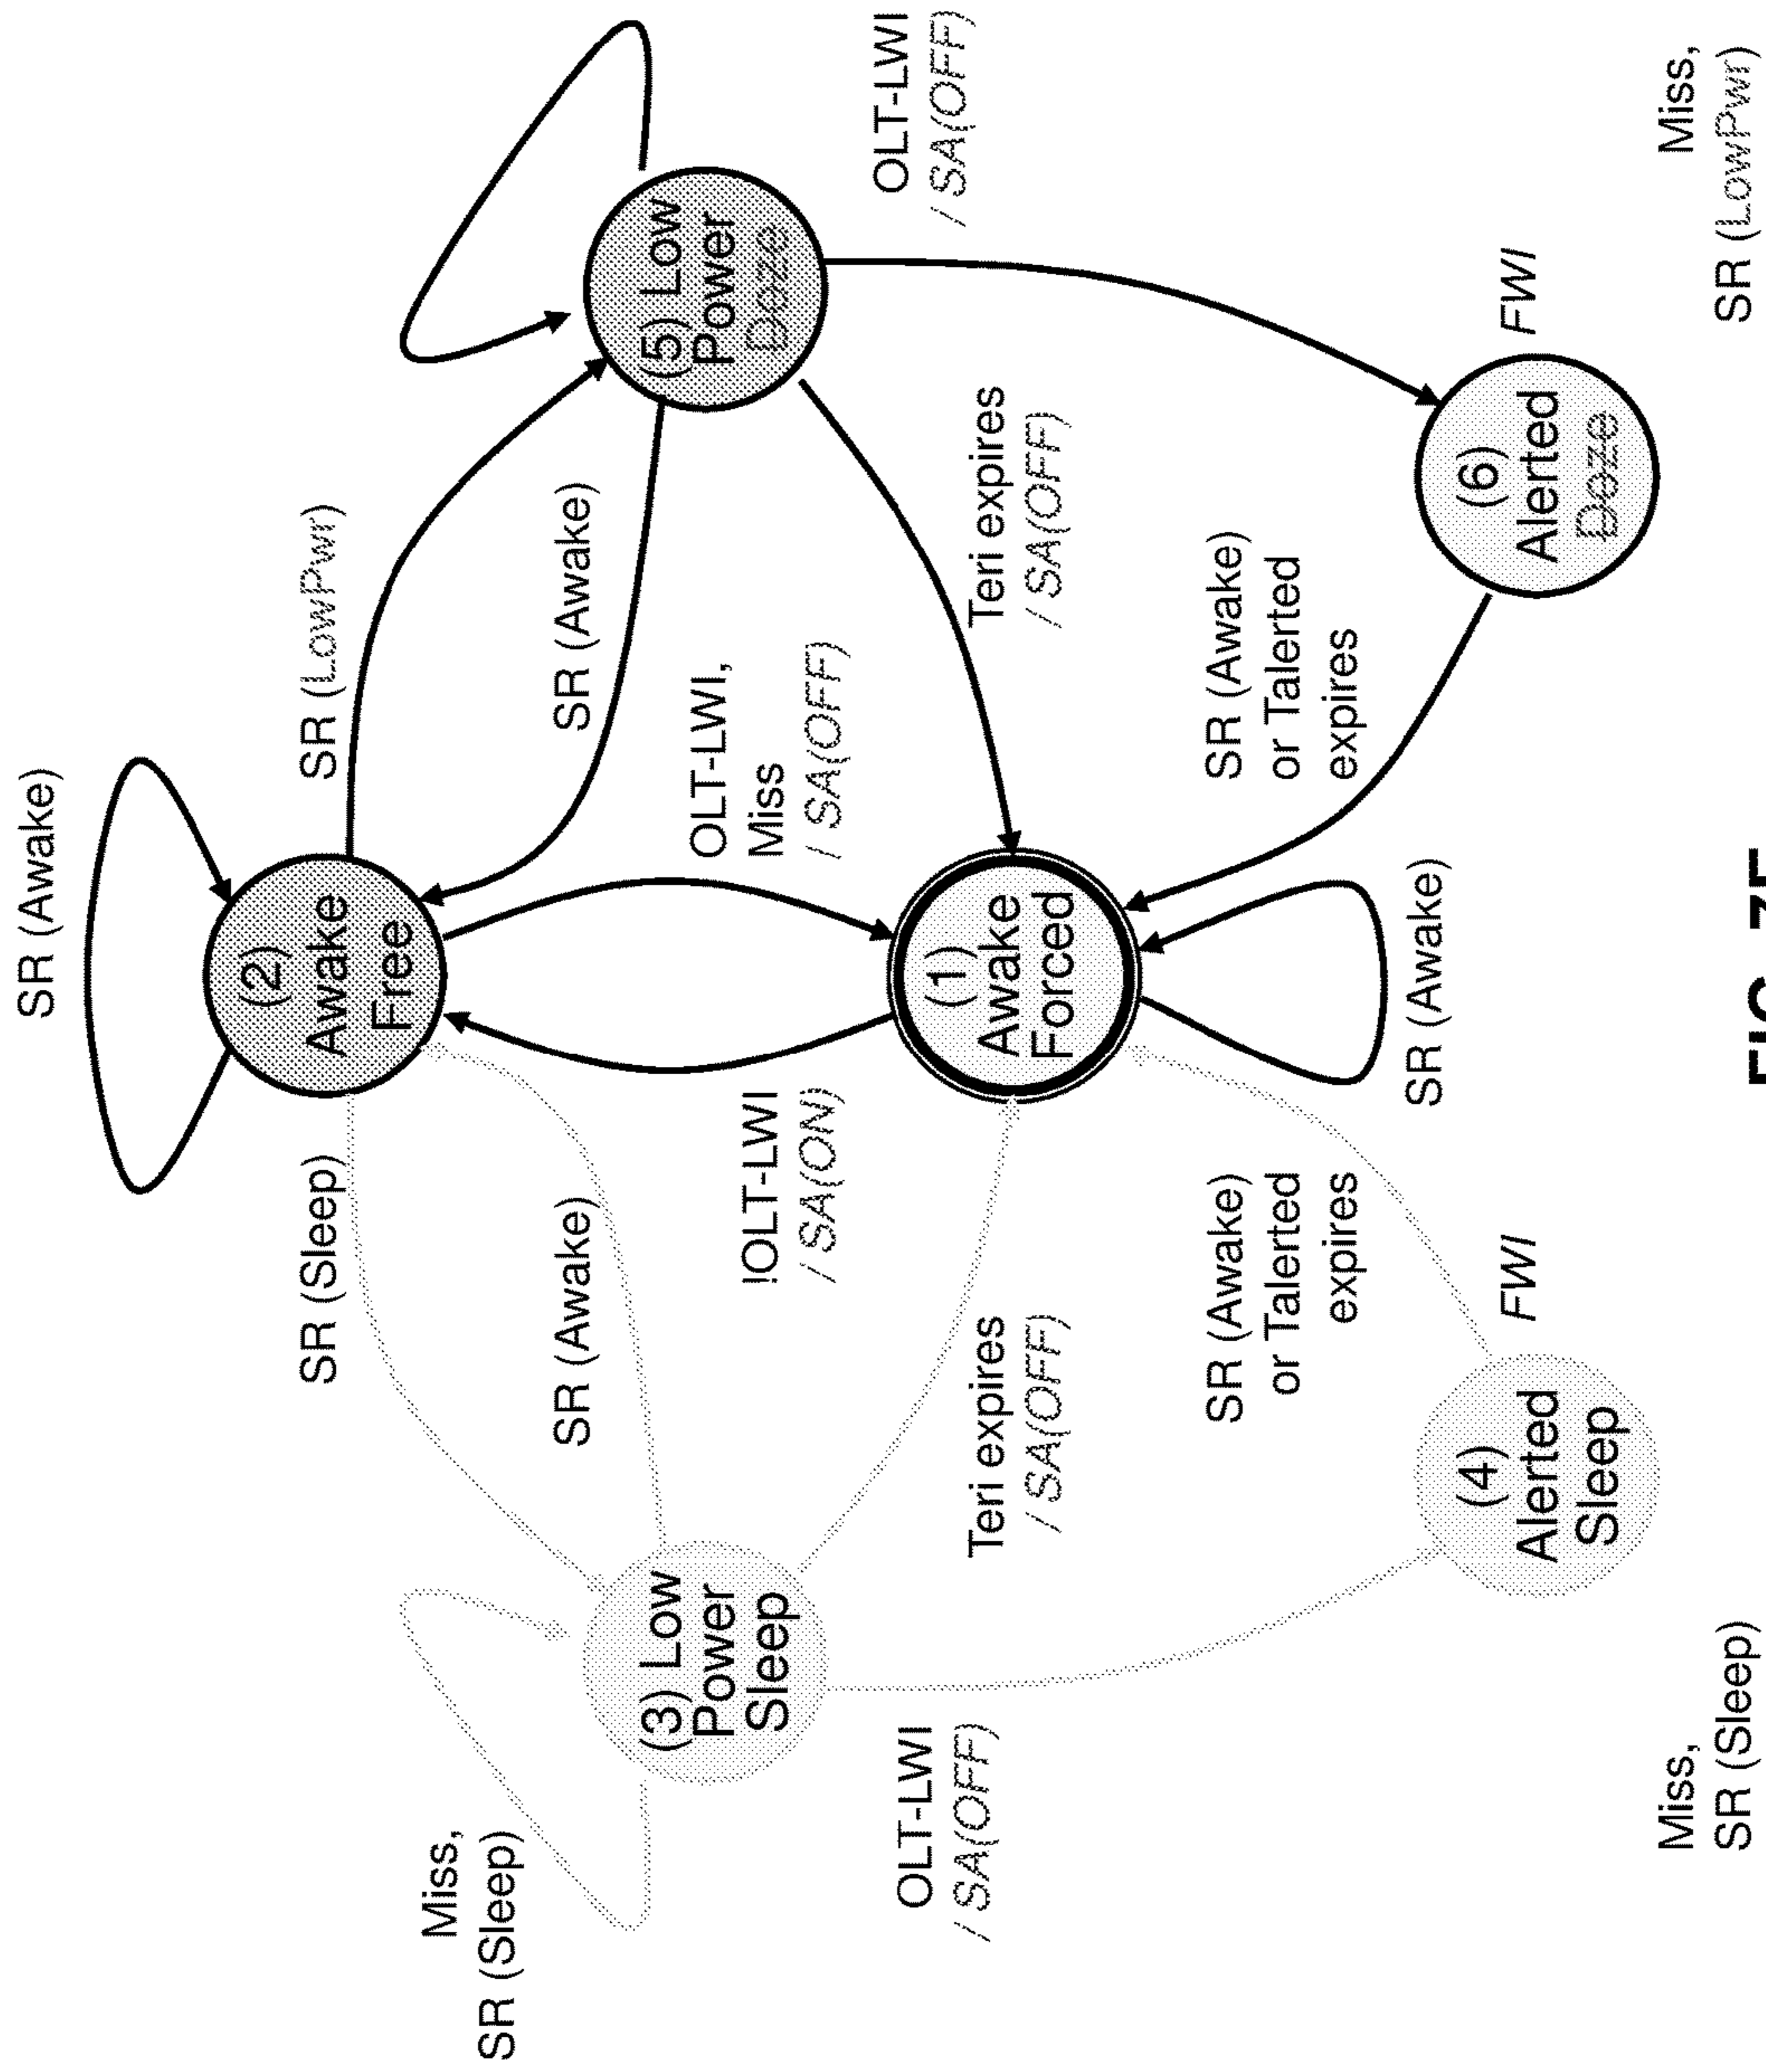 SR (Awake)
(2)
Awake
Free
SR (Sleep)
SR (LowPwr)
Miss,
SR (Sleep)
SR (Awake)
SR (Awake)
(3) Low
Power
Sleep
(5) Low
Power
Doze
!OLT-LWI
/ SA(ON)
OLT-LWI,
Miss
/ SA(OFF)
OLT-LWI
/ SA(OFF)
Teri expires
/ SA(OFF)
(1)
Awake
Forced
Teri expires
/ SA(OFF)
OLT-LWI
/ SA(OFF)
SR (Awake)
or Talerted
expires
SR (Awake)
or Talerted
expires
SR (Awake)
(4)
Alerted
Sleep
FWI
(6)
Alerted
Doze
FWI
Miss,
SR (Sleep)
Miss,
SR (LowPwr)
FIG.